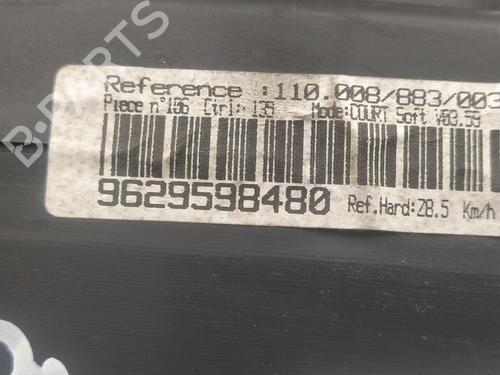 B-PARTS
Reference :110.008/883/003
Piece n°106 Ctrl: 135 Mode:COURT Soft V03.59
9629598480 Ref.Hard:28.5 Km/h